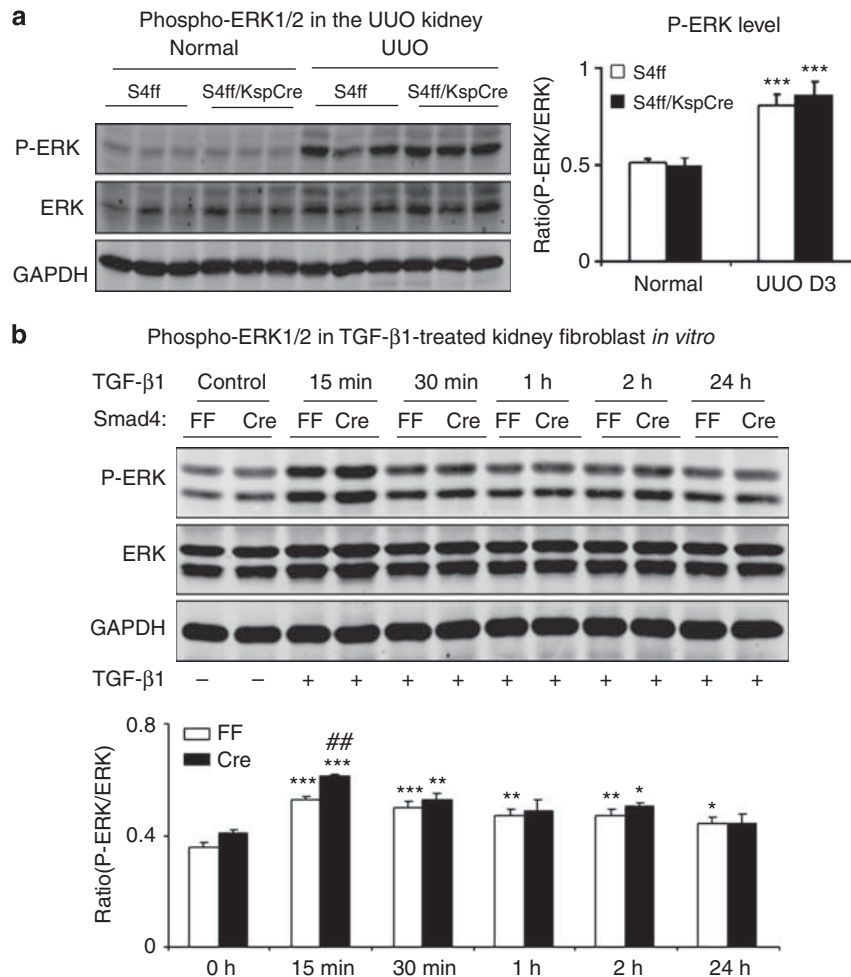 a
Phospho-ERK1/2 in the UUO kidney
Normal UUO
S4ff S4ff/KspCre S4ff S4ff/KspCre
P-ERK
ERK
GAPDH
P-ERK level
Ratio(P-ERK/ERK)
1
0.5
0
S4ff
S4ff/KspCre
*** ***
Normal UUO D3
b
Phospho-ERK1/2 in TGF-β1-treated kidney fibroblast in vitro
TGF-β1 Control 15 min 30 min 1 h 2 h 24 h
Smad4: FF Cre FF Cre FF Cre FF Cre FF Cre FF Cre
P-ERK
ERK
GAPDH
TGF-β1 – – + + + + + + + + + +
Ratio(P-ERK/ERK)
0.8
0.4
0
FF
Cre
##
*** *** *** ** ** ** * *
0 h 15 min 30 min 1 h 2 h 24 h